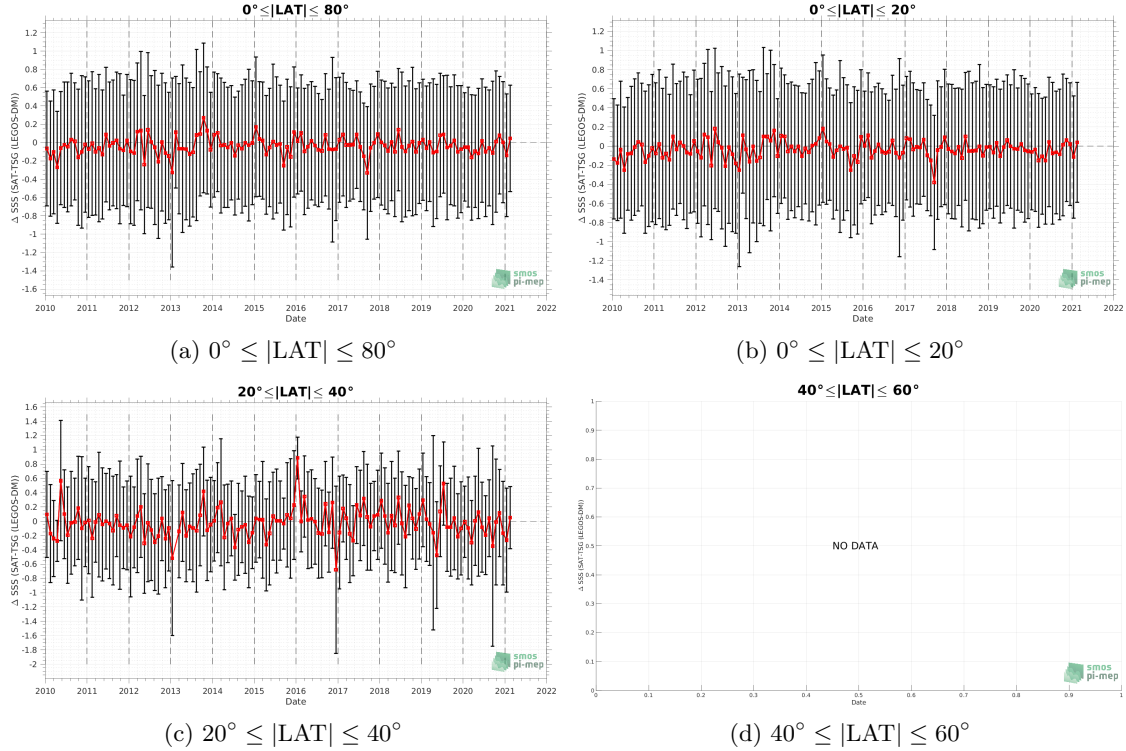 0°≤|LAT|≤ 80°
Δ SSS (SAT-TSG (LEGOS-DM))
1.2
1
0.8
0.6
0.4
0.2
0
-0.2
-0.4
-0.6
-0.8
-1
-1.2
-1.4
-1.6
2010 2011 2012 2013 2014 2015 2016 2017 2018 2019 2020 2021 2022
Date
smos
pi-mep
(a) 0° ≤ |LAT| ≤ 80°
0°≤|LAT|≤ 20°
Δ SSS (SAT-TSG (LEGOS-DM))
1.2
1
0.8
0.6
0.4
0.2
0
-0.2
-0.4
-0.6
-0.8
-1
-1.2
-1.4
2010 2011 2012 2013 2014 2015 2016 2017 2018 2019 2020 2021 2022
Date
smos
pi-mep
(b) 0° ≤ |LAT| ≤ 20°
20°≤|LAT|≤ 40°
Δ SSS (SAT-TSG (LEGOS-DM))
1.6
1.4
1.2
1
0.8
0.6
0.4
0.2
0
-0.2
-0.4
-0.6
-0.8
-1
-1.2
-1.4
-1.6
-1.8
-2
2010 2011 2012 2013 2014 2015 2016 2017 2018 2019 2020 2021 2022
Date
smos
pi-mep
(c) 20° ≤ |LAT| ≤ 40°
40°≤|LAT|≤ 60°
Δ SSS (SAT-TSG (LEGOS-DM))
1
0.9
0.8
0.7
0.6
0.5
0.4
0.3
0.2
0.1
0
NO DATA
0 0.1 0.2 0.3 0.4 0.5 0.6 0.7 0.8 0.9 1
Date
smos
pi-mep
(d) 40° ≤ |LAT| ≤ 60°